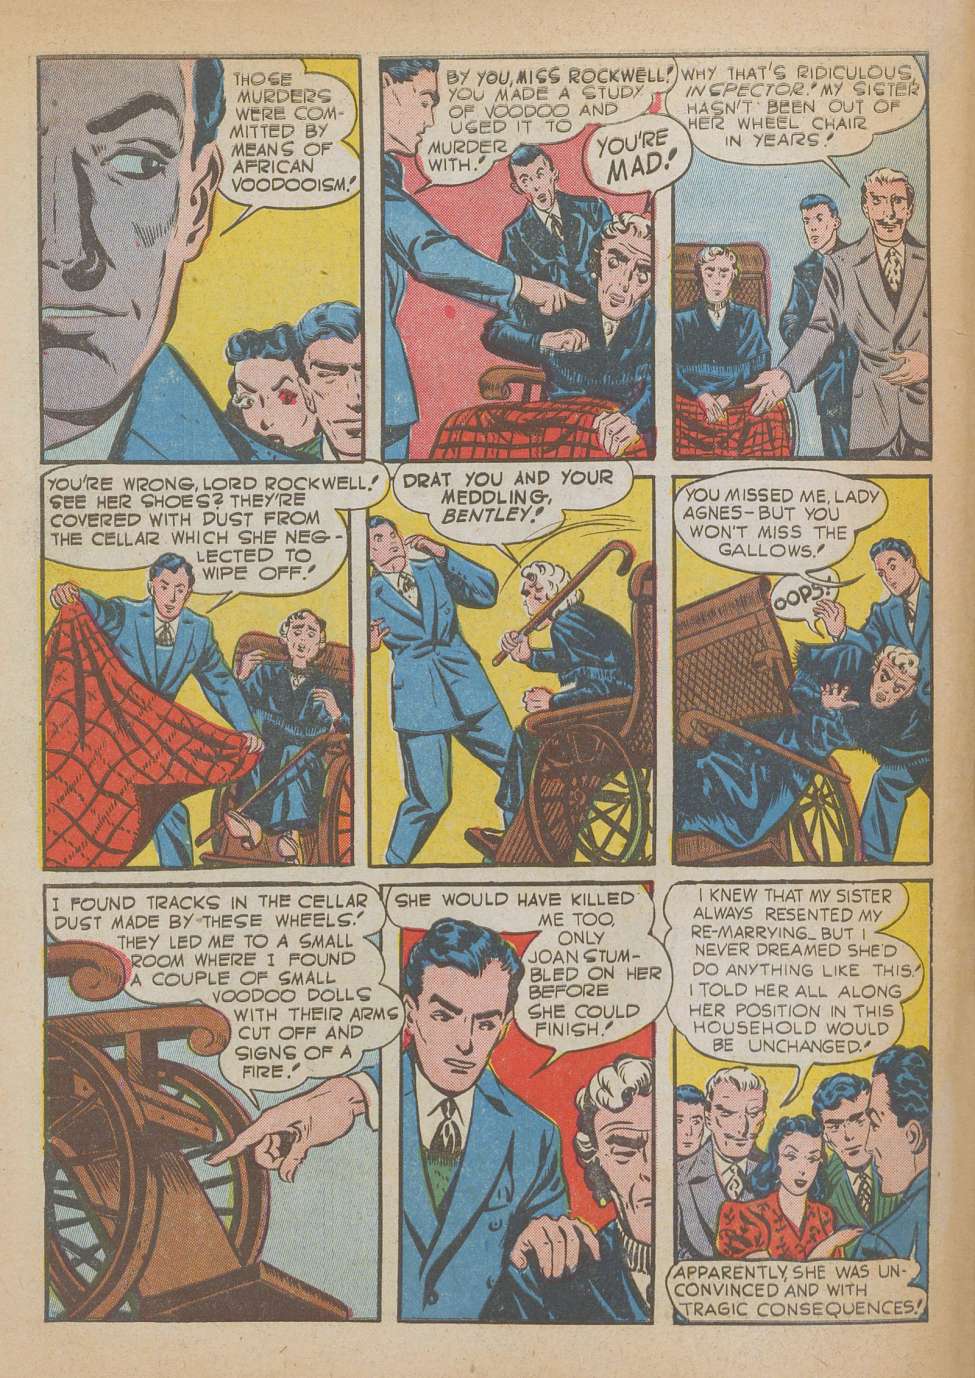 THOSE
MURDERS
WERE COM-
MITTED BY
MEANS OF
AFRICAN
VOODOOISM!
BY YOU, MISS ROCKWELL!
YOU MADE A STUDY
OF VOODOO AND
USED IT TO
MURDER
WITH!
YOU'RE
MAD!
WHY THAT'S RIDICULOUS,
INSPECTOR! MY SISTER
HASN'T BEEN OUT OF
HER WHEEL CHAIR
IN YEARS!
YOU'RE WRONG, LORD ROCKWELL!
SEE HER SHOES? THEY'RE
COVERED WITH DUST FROM
THE CELLAR WHICH SHE NEG-
LECTED TO
WIPE OFF!
DRAT YOU AND YOUR
MEDDLING,
BENTLEY!
YOU MISSED ME, LADY
AGNES-BUT YOU
WON'T MISS THE
GALLOWS!
OOPS!
I FOUND TRACKS IN THE CELLAR
DUST MADE BY THESE WHEELS!
THEY LED ME TO A SMALL
ROOM WHERE I FOUND
A COUPLE OF SMALL
VOODOO DOLLS
WITH THEIR ARMS
CUT OFF AND
SIGNS OF A
FIRE!
SHE WOULD HAVE KILLED
ME TOO,
ONLY
JOAN STUM-
BLED ON HER
BEFORE
SHE COULD
FINISH!
I KNEW THAT MY SISTER
ALWAYS RESENTED MY
RE-MARRYING-BUT I
NEVER DREAMED SHE'D
DO ANYTHING LIKE THIS!
I TOLD HER ALL ALONG
HER POSITION IN THIS
HOUSEHOLD WOULD
BE UNCHANGED!
APPARENTLY, SHE WAS UN-
CONVINCED AND WITH
TRAGIC CONSEQUENCES!